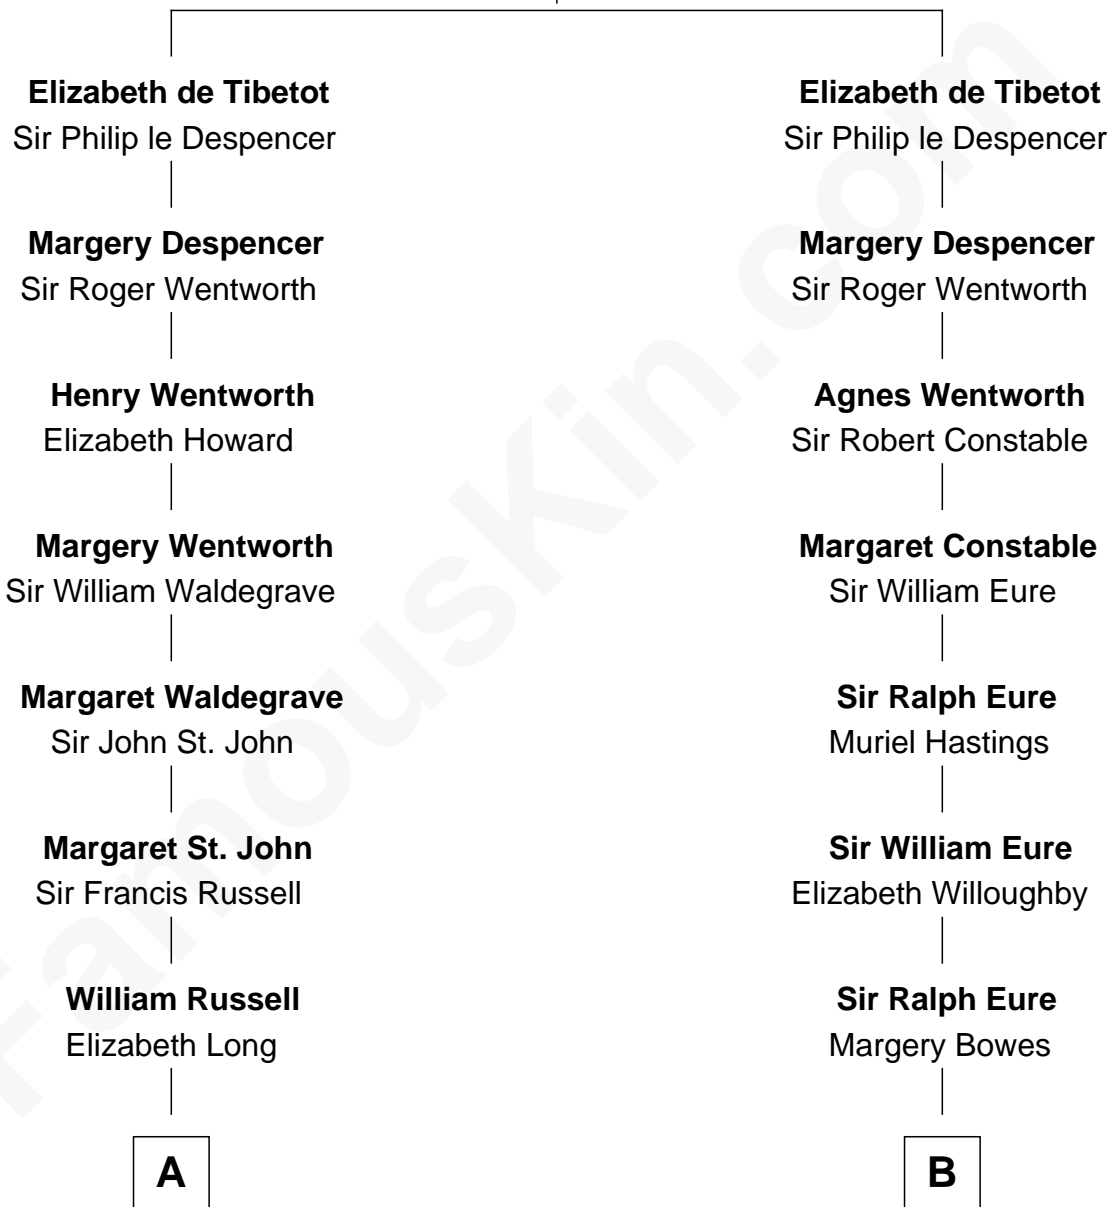 Elizabeth de Tibetot
Sir Philip le Despencer
Margery Despencer
Sir Roger Wentworth
Henry Wentworth
Elizabeth Howard
Margery Wentworth
Sir William Waldegrave
Margaret Waldegrave
Sir John St. John
Margaret St. John
Sir Francis Russell
William Russell
Elizabeth Long
A
Elizabeth de Tibetot
Sir Philip le Despencer
Margery Despencer
Sir Roger Wentworth
Agnes Wentworth
Sir Robert Constable
Margaret Constable
Sir William Eure
Sir Ralph Eure
Muriel Hastings
Sir William Eure
Elizabeth Willoughby
Sir Ralph Eure
Margery Bowes
B
FamousKin.com